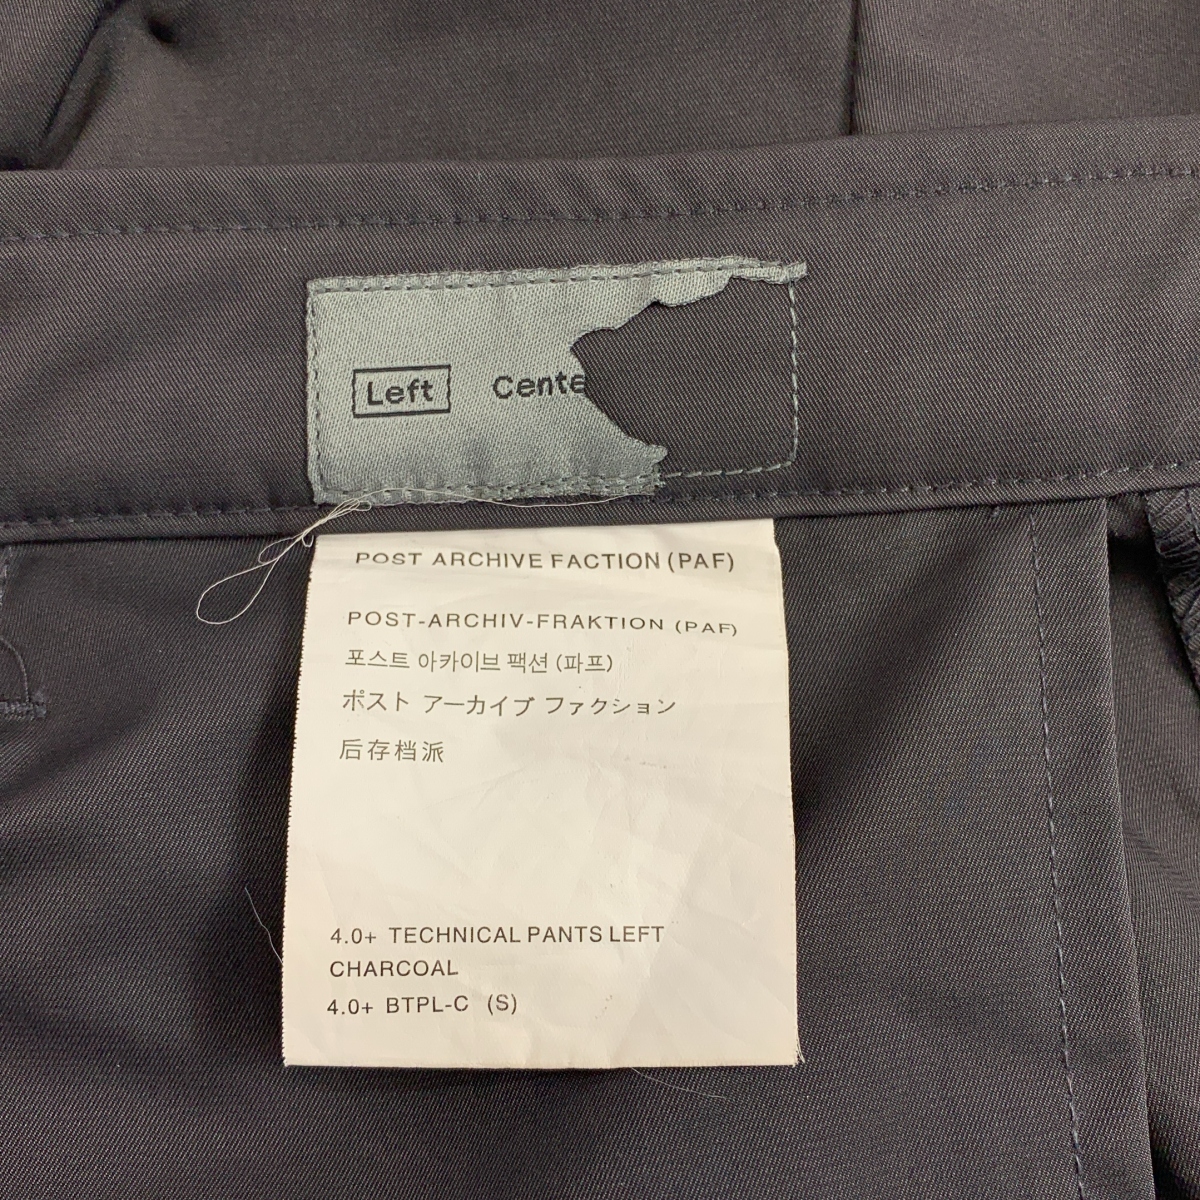 Left Cente
POST ARCHIVE FACTION (PAF)
POST-ARCHIV-FRAKTION (PAF)
포스트 아카이브 팩션 (파프)
ポスト アーカイブ ファクション
后存档派
4.0+ TECHNICAL PANTS LEFT
CHARCOAL
4.0+ BTPL-C (S)